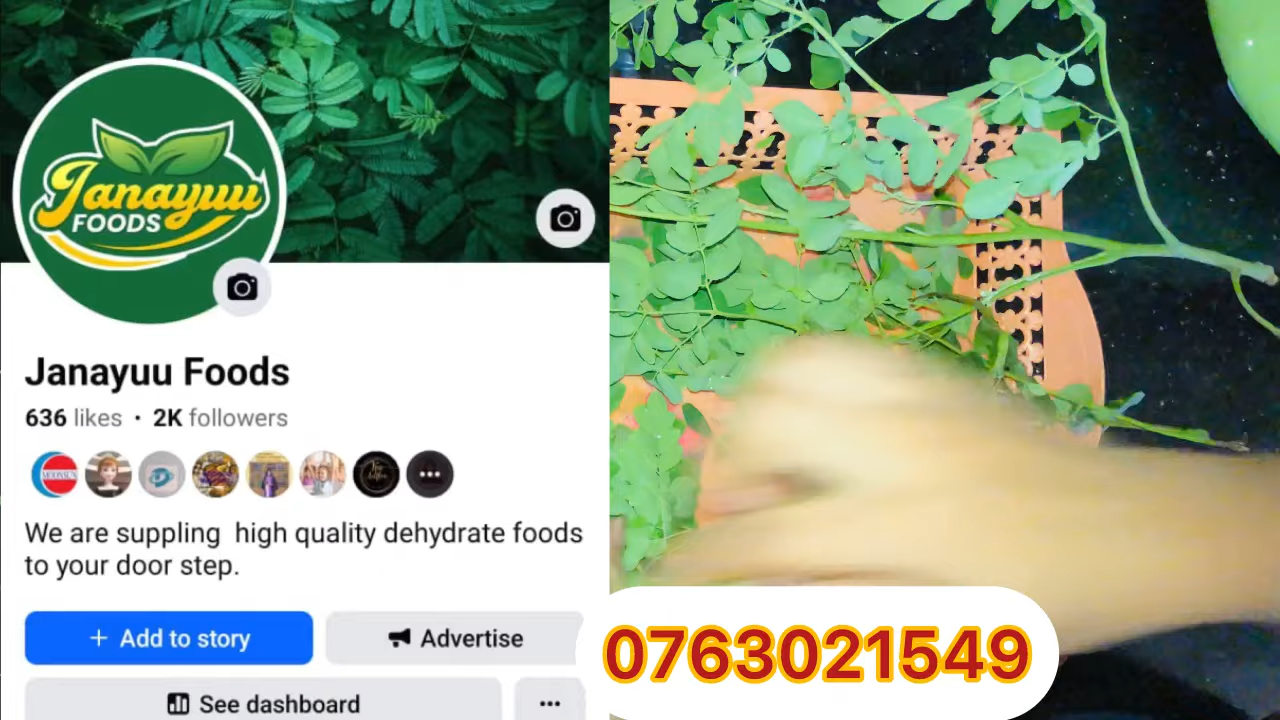 Janayuu
FOODS
Janayuu Foods
636 likes · 2K followers
We are suppling high quality dehydrate foods
to your door step.
+ Add to story
Advertise
See dashboard
0763021549